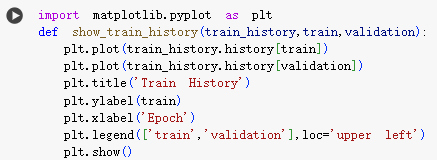 import matplotlib.pyplot as plt
def show_train_history(train_history,train,validation):
    plt.plot(train_history.history[train])
    plt.plot(train_history.history[validation])
    plt.title('Train History')
    plt.ylabel(train)
    plt.xlabel('Epoch')
    plt.legend(['train','validation'],loc='upper left')
    plt.show()